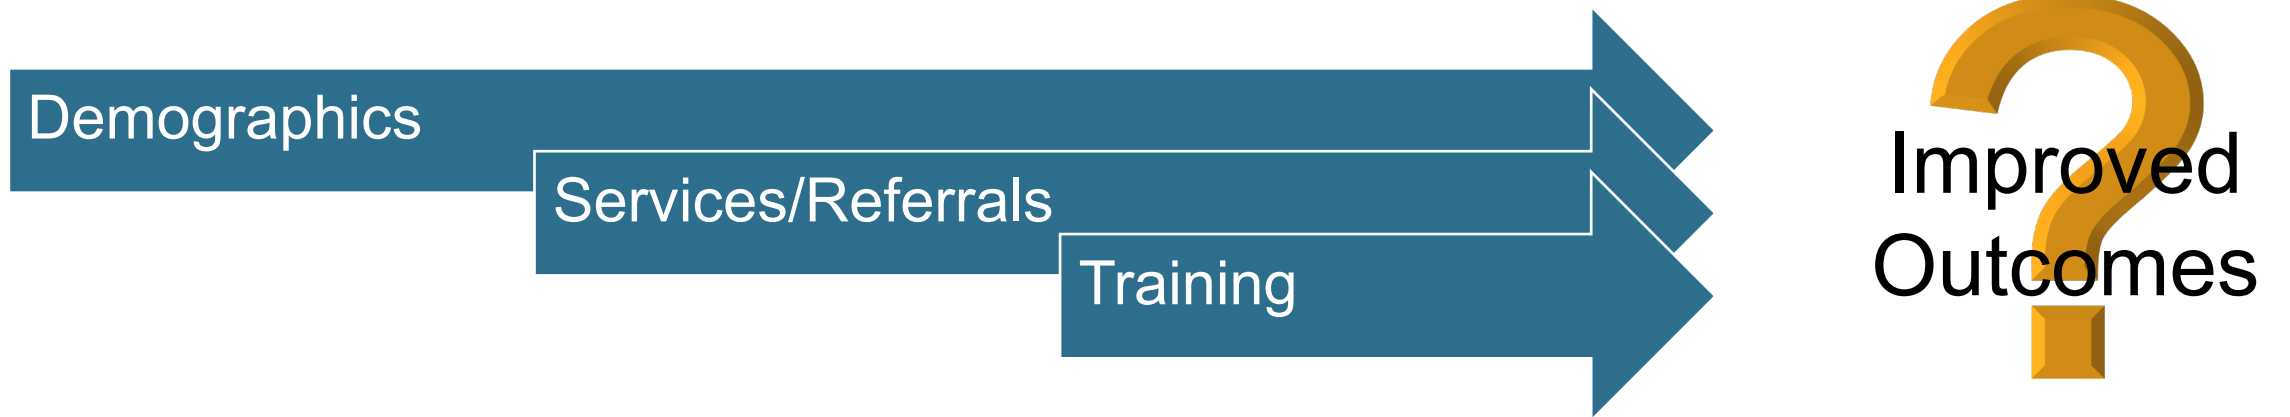 Demographics
Services/Referrals
Training
Improved
Outcomes